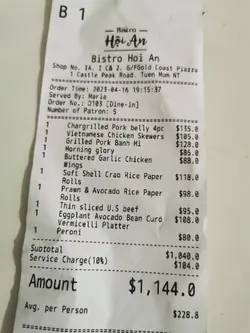 B 1
Bistro
Hội An
Bistro Hoi An
Shop No. 1A, 1 C& 2, G/FGold Coast Piazza
1 Castle Peak Road, Tuen Mun NT
Order Time: 2023-04-16 19:15:37
Served By: Maria
Order No.: D103 [Dine-in]
Number of Patron: 5
1 Chargrilled Pork belly 4pc $135.0
1 Vietnamese Chicken Skewers $105.0
1 Grilled Pork Banh Mi $128.0
1 Morning glory $85.0
1 Buttered Garlic Chicken $88.0
Wings
1 Soft Shell Crab Rice Paper $118.0
Rolls
1 Prawn & Avocado Rice Paper $98.0
Rolls
1 Thin sliced U.S beef $95.0
1 Eggplant Avocado Bean Curd $108.0
Vermicelli Platter
1 Peroni $80.0
Subtotal $1,040.0
Service Charge(10%) $104.0
Amount $1,144.0
Avg. per Person $228.8